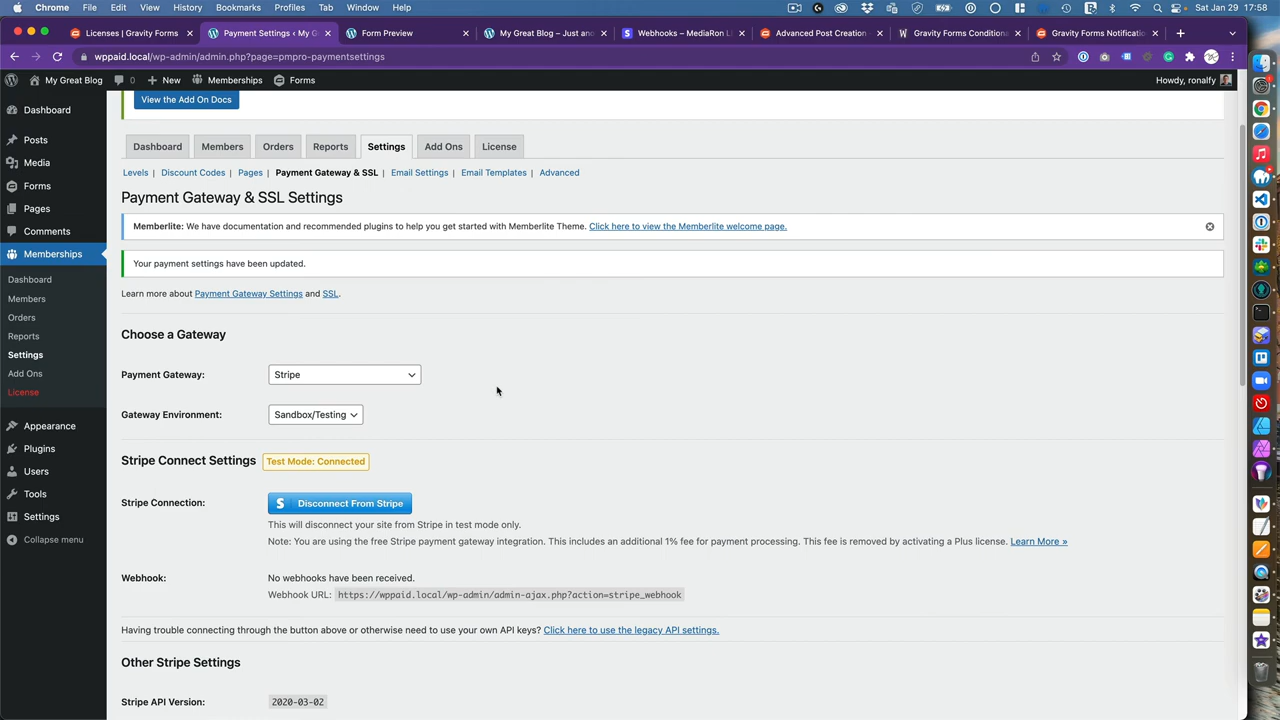 Chrome File Edit View History Bookmarks Profiles Tab Window Help Sat Jan 29 17:58
Licenses | Gravity Forms Payment Settings ‹ My G Form Preview My Great Blog – Just an Webhooks – MediaRon L Advanced Post Creation Gravity Forms Condition Gravity Forms Notificati
wppaid.local/wp-admin/admin.php?page=pmpro-paymentsettings
My Great Blog 0 New Memberships Forms Howdy, ronalfy
View the Add On Docs
Dashboard
Posts
Media
Forms
Pages
Comments
Memberships
Dashboard
Members
Orders
Reports
Settings
Add Ons
License
Appearance
Plugins
Users
Tools
Settings
Collapse menu
Dashboard Members Orders Reports Settings Add Ons License
Levels | Discount Codes | Pages | Payment Gateway & SSL | Email Settings | Email Templates | Advanced
Payment Gateway & SSL Settings
Memberlite: We have documentation and recommended plugins to help you get started with Memberlite Theme. Click here to view the Memberlite welcome page.
Your payment settings have been updated.
Learn more about Payment Gateway Settings and SSL.
Choose a Gateway
Payment Gateway: Stripe
Gateway Environment: Sandbox/Testing
Stripe Connect Settings Test Mode: Connected
Stripe Connection: S Disconnect From Stripe
This will disconnect your site from Stripe in test mode only.
Note: You are using the free Stripe payment gateway integration. This includes an additional 1% fee for payment processing. This fee is removed by activating a Plus license. Learn More »
Webhook: No webhooks have been received.
Webhook URL: https://wppaid.local/wp-admin/admin-ajax.php?action=stripe_webhook
Having trouble connecting through the button above or otherwise need to use your own API keys? Click here to use the legacy API settings.
Other Stripe Settings
Stripe API Version: 2020-03-02